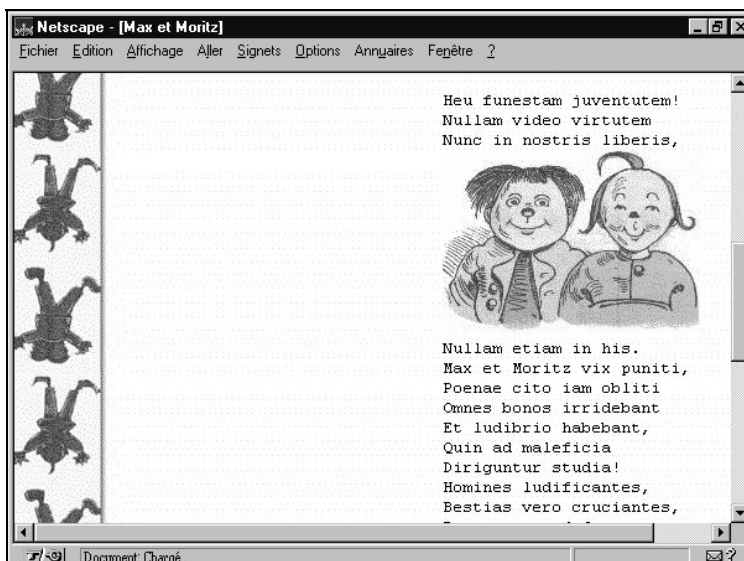 Netscape - [Max et Moritz]
Fichier Edition Affichage Aller Signets Options Annuaires Fenêtre ?
Heu funestam juventutem!
Nullam video virtutem
Nunc in nostris liberis,
Nullam etiam in his.
Max et Moritz vix puniti,
Poenae cito iam obliti
Omnes bonos irridebant
Et ludibrio habebant,
Quin ad maleficia
Diriguntur studia!
Homines ludificantes,
Bestias vero cruciantes,
Document: Chargé
?